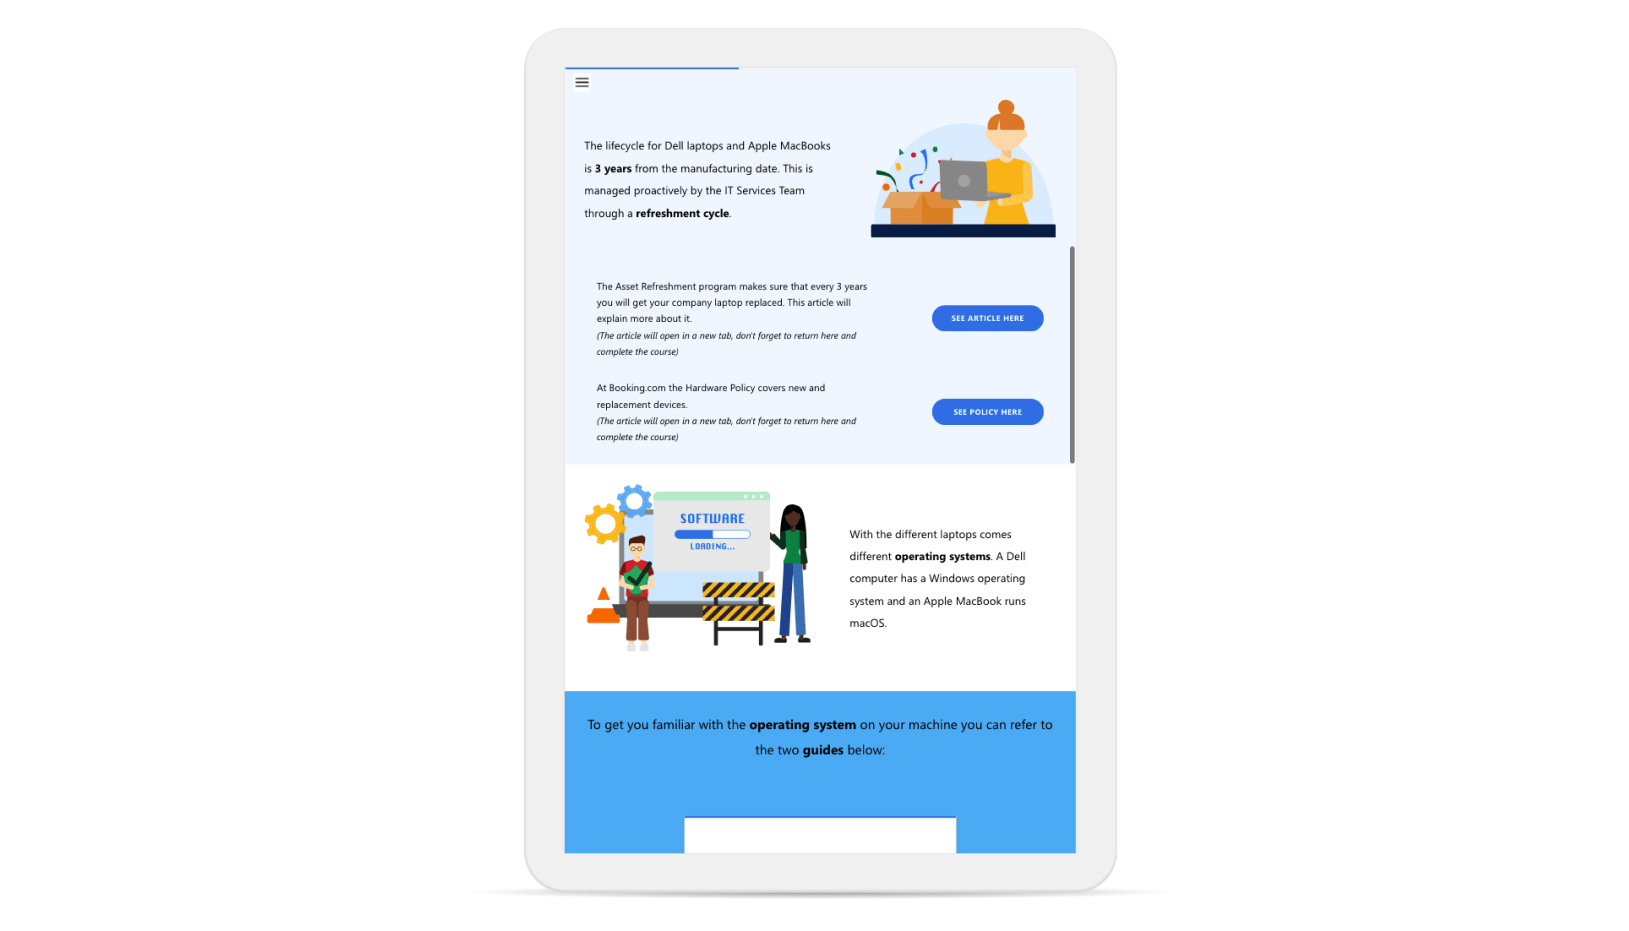 The lifecycle for Dell laptops and Apple MacBooks
is 3 years from the manufacturing date. This is
managed proactively by the IT Services Team
through a refreshment cycle.
The Asset Refreshment program makes sure that every 3 years
you will get your company laptop replaced. This article will
explain more about it.
(The article will open in a new tab, don't forget to return here and
complete the course)
SEE ARTICLE HERE
At Booking.com the Hardware Policy covers new and
replacement devices.
(The article will open in a new tab, don't forget to return here and
complete the course)
SEE POLICY HERE
SOFTWARE
LOADING...
With the different laptops comes
different operating systems. A Dell
computer has a Windows operating
system and an Apple MacBook runs
macOS.
To get you familiar with the operating system on your machine you can refer to
the two guides below: